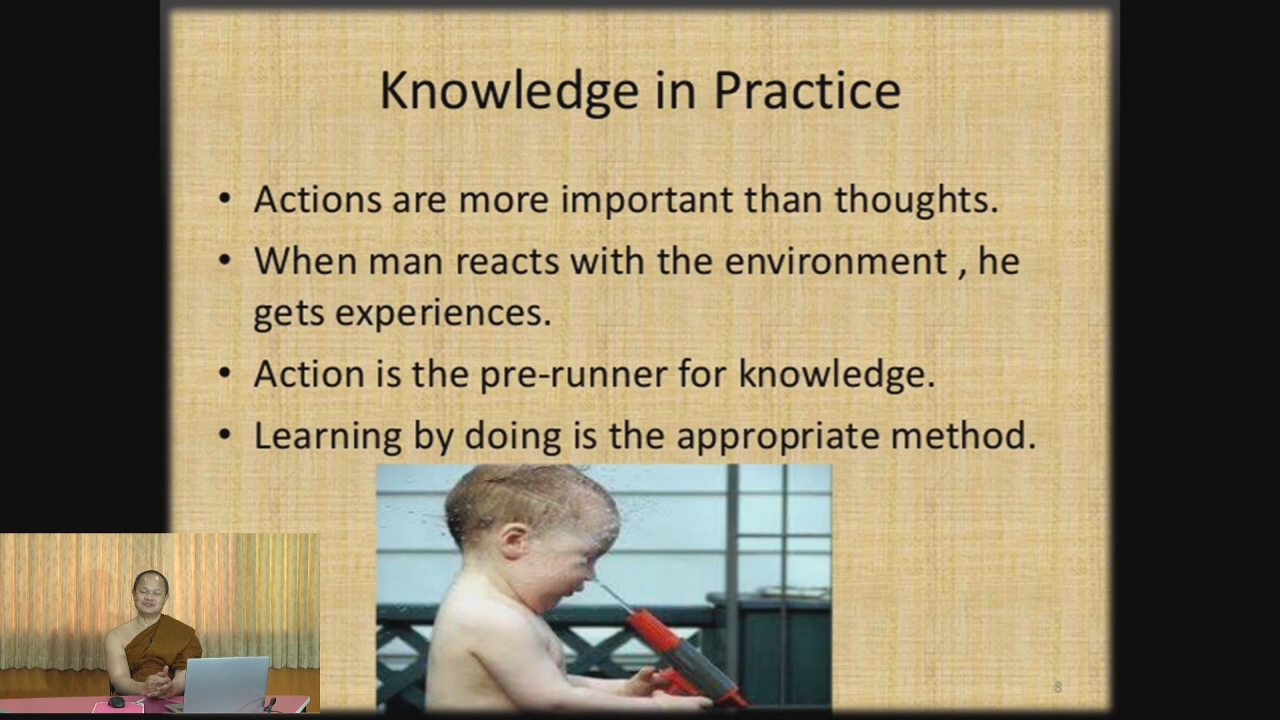 Knowledge in Practice
• Actions are more important than thoughts.
• When man reacts with the environment , he
gets experiences.
• Action is the pre-runner for knowledge.
• Learning by doing is the appropriate method.
8